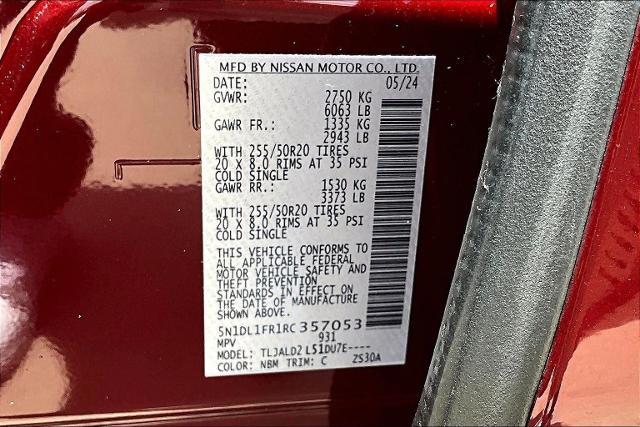 MFD BY NISSAN MOTOR CO., LTD.
DATE: 05/24
GVWR: 2750 KG
6063 LB
GAWR FR.: 1335 KG
2943 LB
WITH 255/50R20 TIRES
20 X 8.0 RIMS AT 35 PSI
COLD SINGLE
GAWR RR.: 1530 KG
3373 LB
WITH 255/50R20 TIRES
20 X 8.0 RIMS AT 35 PSI
COLD SINGLE
THIS VEHICLE CONFORMS TO
ALL APPLICABLE FEDERAL
MOTOR VEHICLE SAFETY AND
THEFT PREVENTION
STANDARDS IN EFFECT ON
THE DATE OF MANUFACTURE
SHOWN ABOVE.
5N1DL1FR1RC357053
MPV 931
MODEL: TLJALD2 L51DU7E----
COLOR: NBM TRIM: C ZS30A